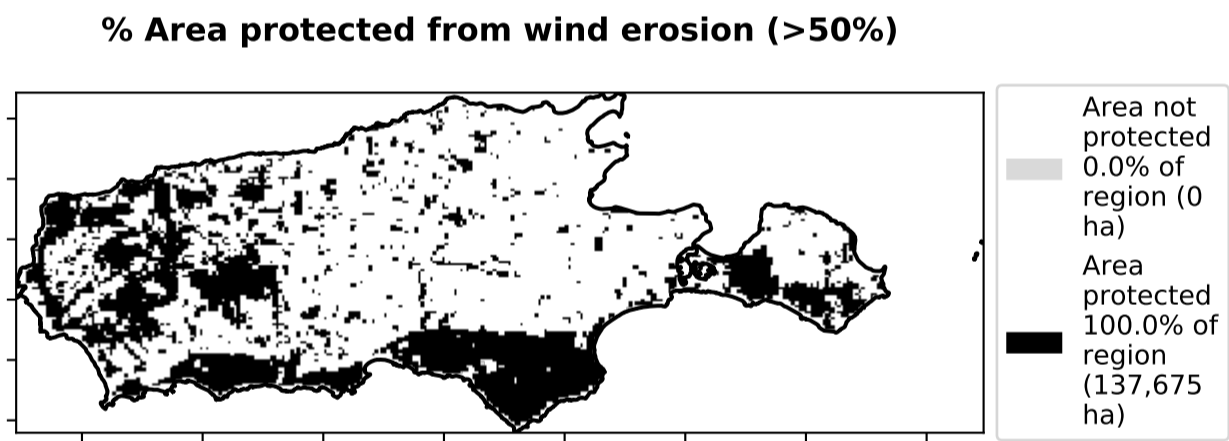 % Area protected from wind erosion (>50%)
Area not
protected
0.0% of
region (0
ha)
Area
protected
100.0% of
region
(137,675
ha)